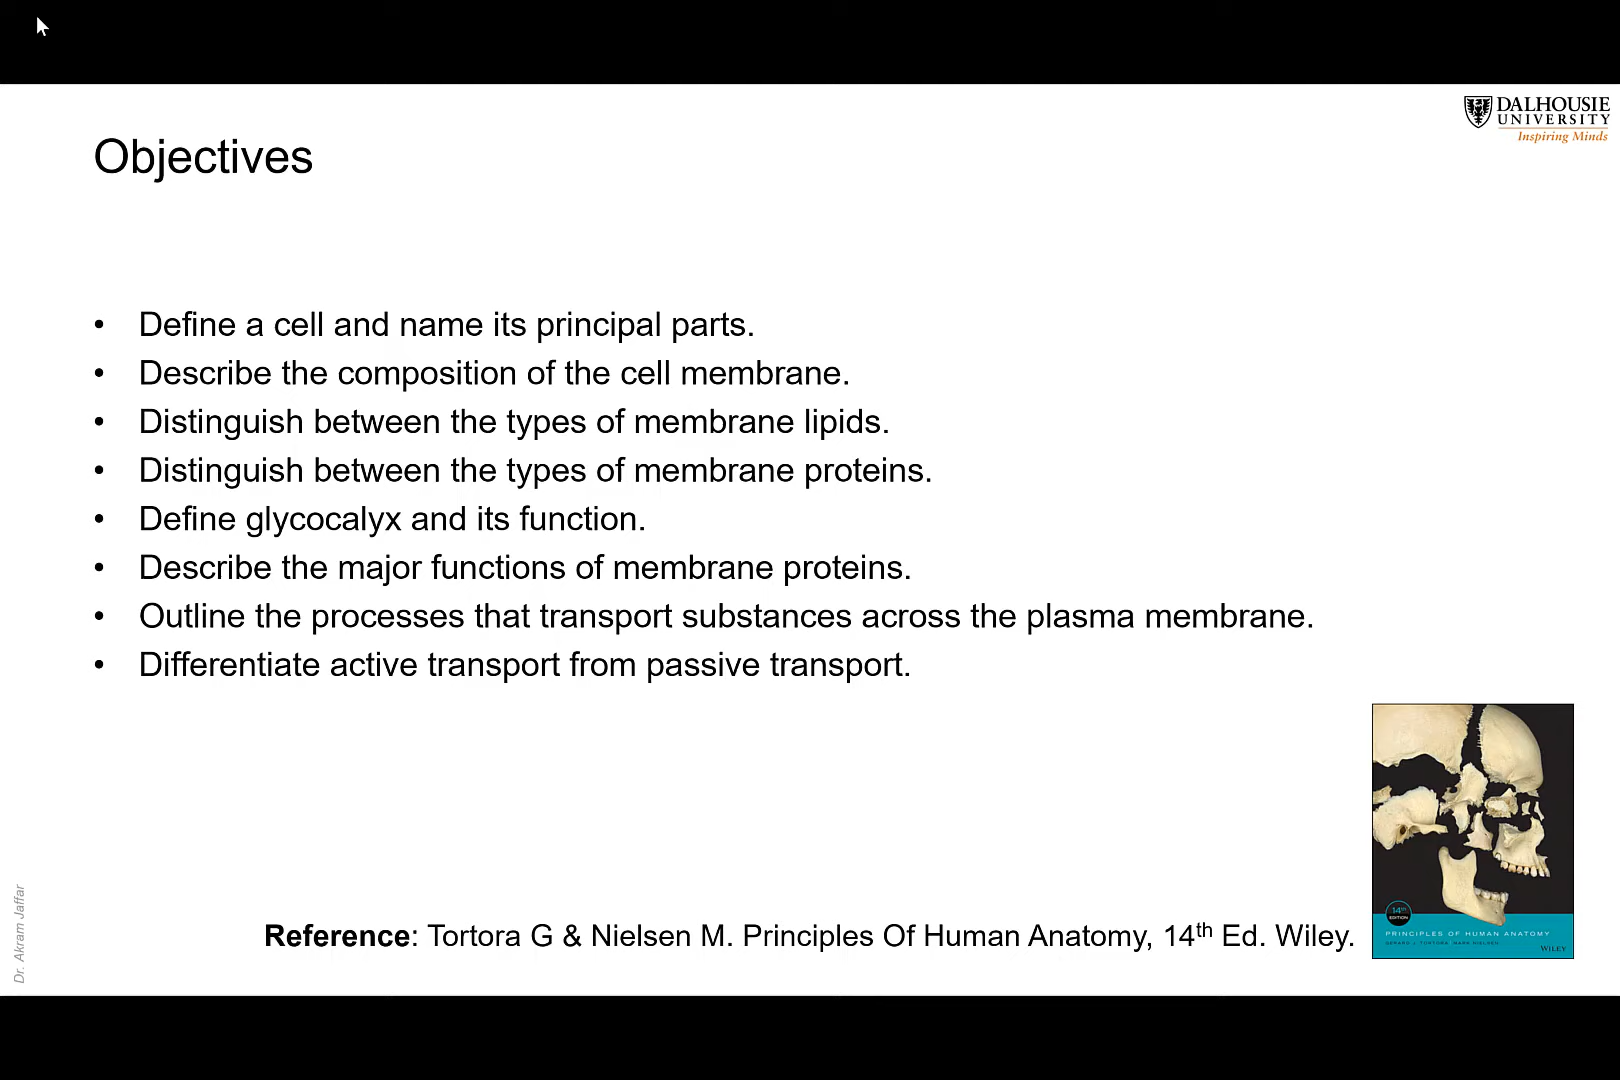 DALHOUSIE
UNIVERSITY
Inspiring Minds
Objectives
• Define a cell and name its principal parts.
• Describe the composition of the cell membrane.
• Distinguish between the types of membrane lipids.
• Distinguish between the types of membrane proteins.
• Define glycocalyx and its function.
• Describe the major functions of membrane proteins.
• Outline the processes that transport substances across the plasma membrane.
• Differentiate active transport from passive transport.
Dr. Akram Jaffar
Reference: Tortora G & Nielsen M. Principles Of Human Anatomy, 14th Ed. Wiley.
14TH
EDITION
PRINCIPLES OF HUMAN ANATOMY
GERARD J. TORTORA MARK NIELSEN
WILEY